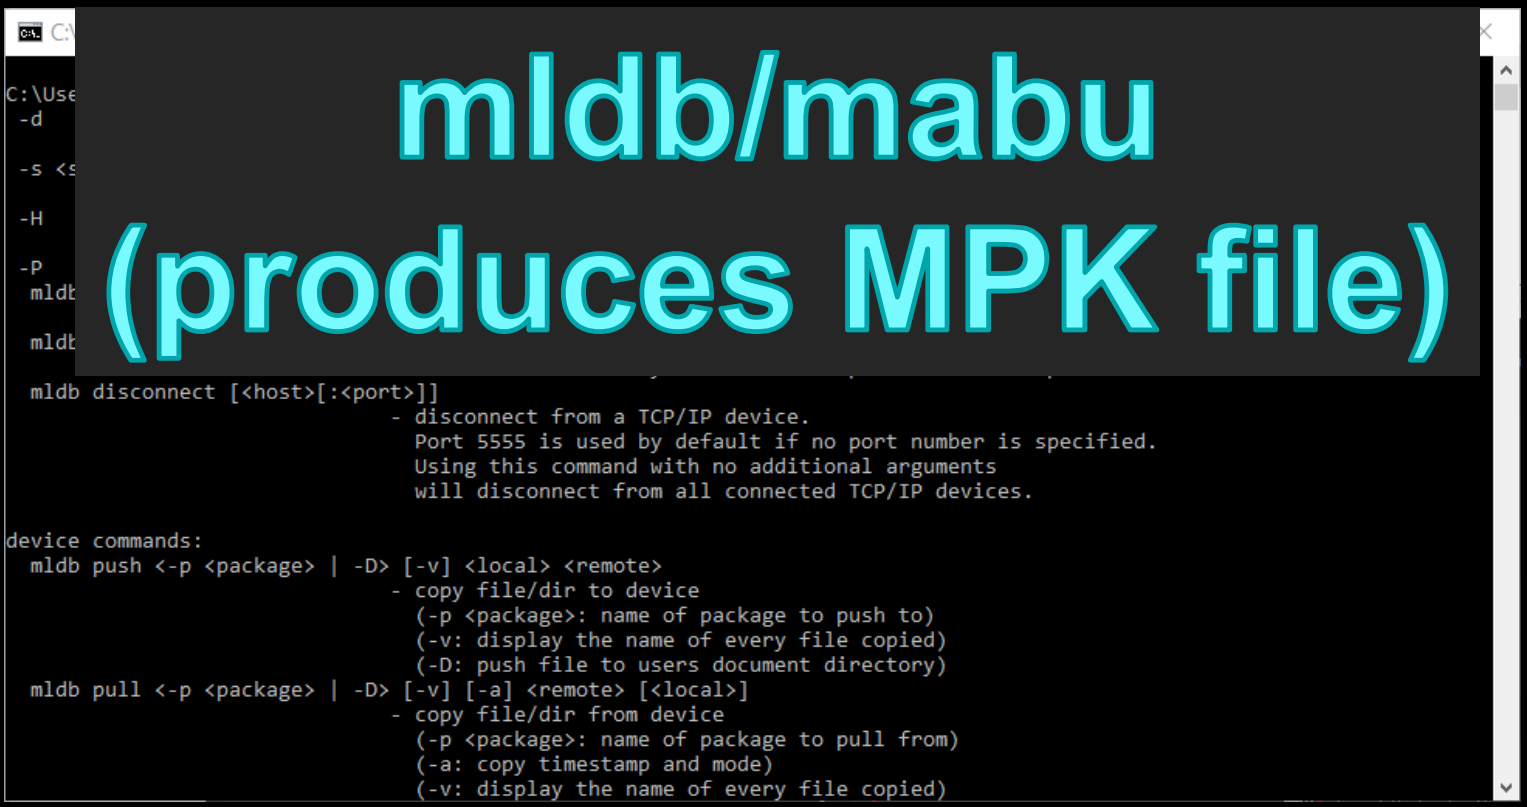 C:\
mldb/mabu
(produces MPK file)
C:\Use
-d
-s <s
-H
-P
mldb
mldb
mldb disconnect [<host>[:<port>]]
- disconnect from a TCP/IP device.
Port 5555 is used by default if no port number is specified.
Using this command with no additional arguments
will disconnect from all connected TCP/IP devices.
device commands:
mldb push <-p <package> | -D> [-v] <local> <remote>
- copy file/dir to device
(-p <package>: name of package to push to)
(-v: display the name of every file copied)
(-D: push file to users document directory)
mldb pull <-p <package> | -D> [-v] [-a] <remote> [<local>]
- copy file/dir from device
(-p <package>: name of package to pull from)
(-a: copy timestamp and mode)
(-v: display the name of every file copied)